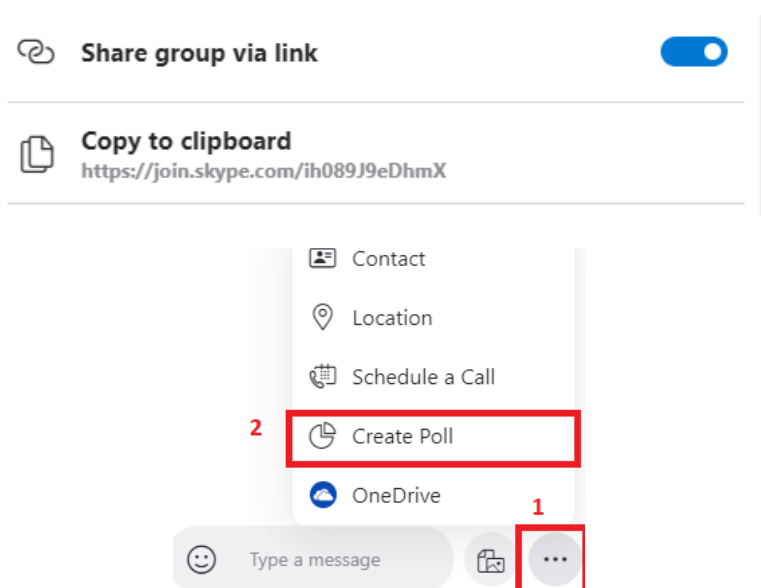 Share group via link
Copy to clipboard
https://join.skype.com/ih089J9eDhmX
Contact
Location
Schedule a Call
2
Create Poll
OneDrive
1
Type a message